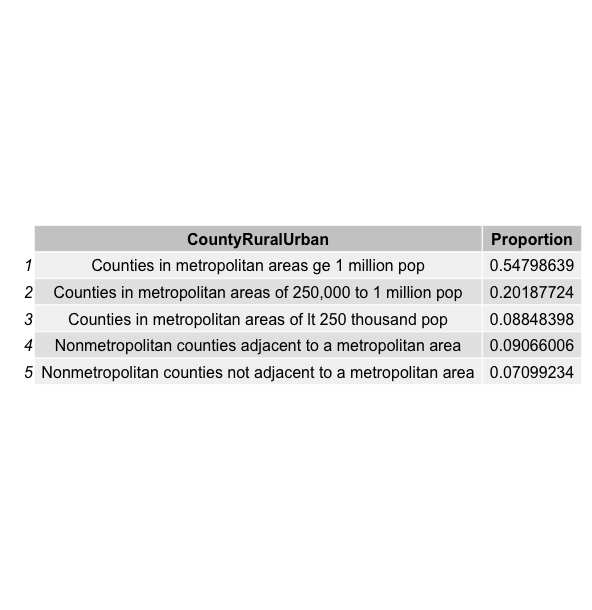 CountyRuralUrban Proportion
1 Counties in metropolitan areas ge 1 million pop 0.54798639
2 Counties in metropolitan areas of 250,000 to 1 million pop 0.20187724
3 Counties in metropolitan areas of lt 250 thousand pop 0.08848398
4 Nonmetropolitan counties adjacent to a metropolitan area 0.09066006
5 Nonmetropolitan counties not adjacent to a metropolitan area 0.07099234